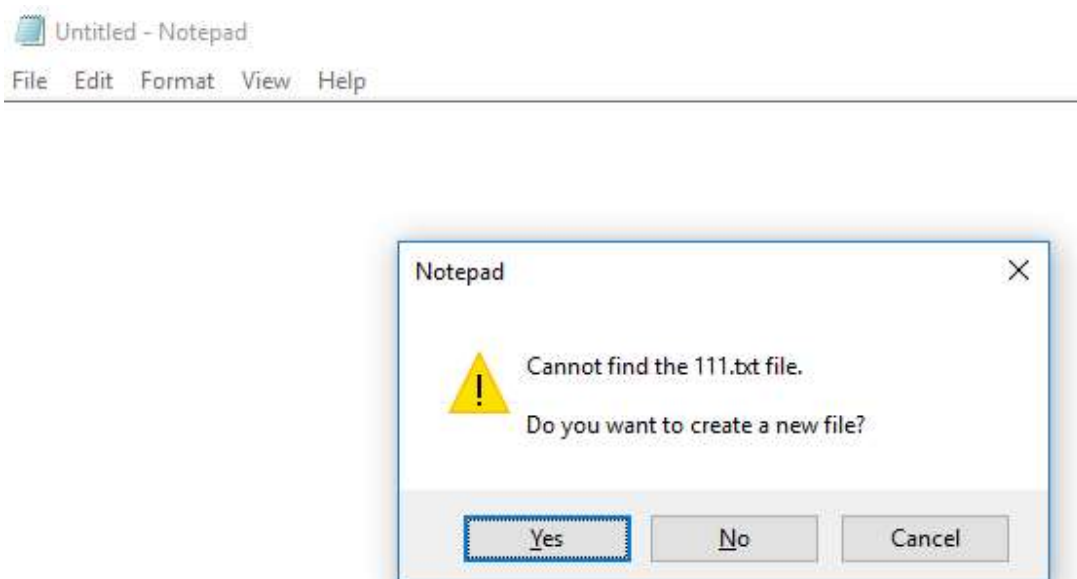 Untitled - Notepad
File Edit Format View Help
Notepad
Cannot find the 111.txt file.
Do you want to create a new file?
Yes No Cancel